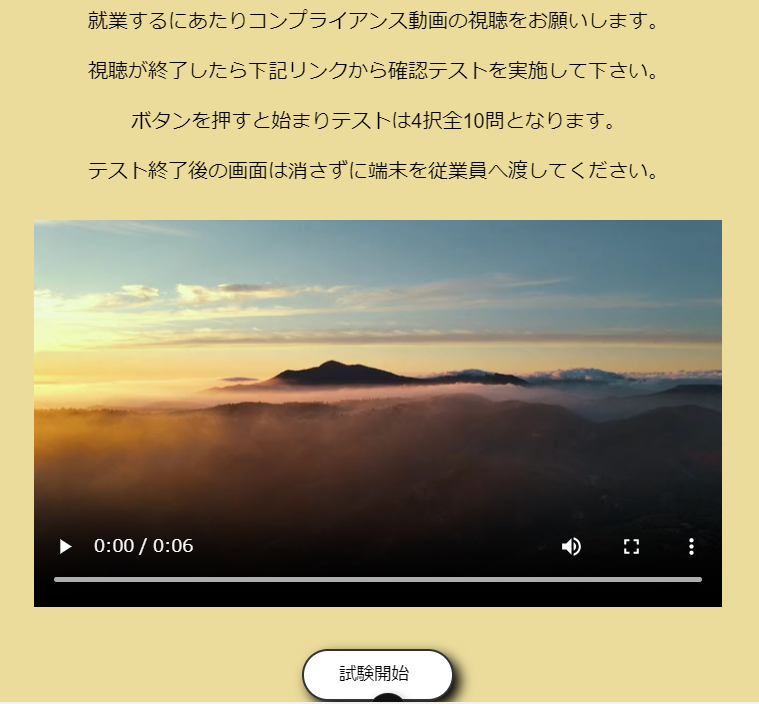 就業するにあたりコンプライアンス動画の視聴をお願いします。
視聴が終了したら下記リンクから確認テストを実施して下さい。
ボタンを押すと始まりテストは4択全10問となります。
テスト終了後の画面は消さずに端末を従業員へ渡してください。
0:00 / 0:06
試験開始